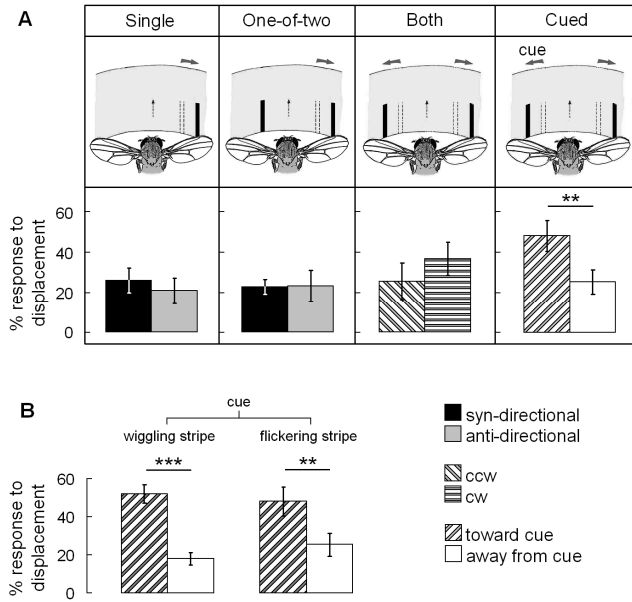 A
Single One-of-two Both Cued
cue
% response to displacement
60
40
20
0
**
B
cue
wiggling stripe flickering stripe
% response to displacement
60
40
20
0
*** **
syn-directional
anti-directional
ccw
cw
toward cue
away from cue